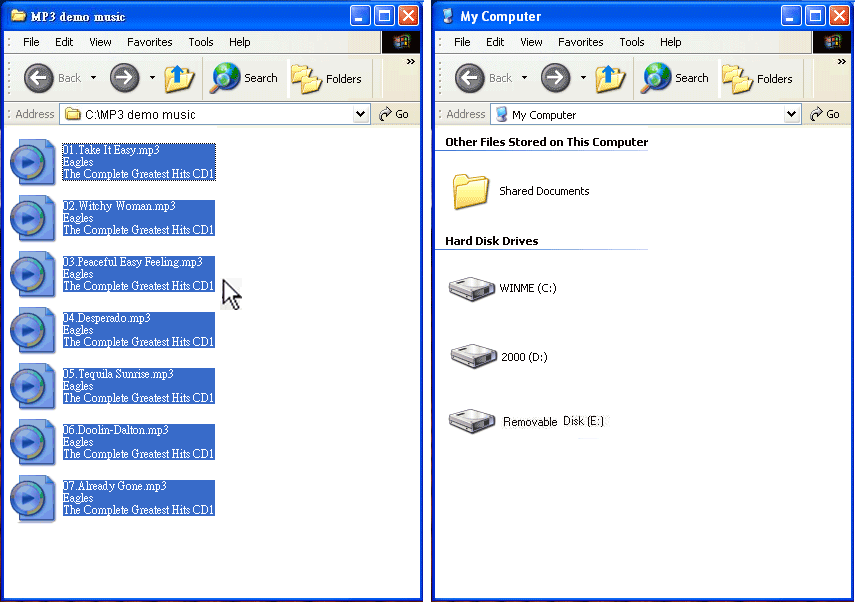 MP3 demo music
File Edit View Favorites Tools Help
Back Search Folders »
Address C:\MP3 demo music Go
01.Take It Easy.mp3
Eagles
The Complete Greatest Hits CD1
02.Witchy Woman.mp3
Eagles
The Complete Greatest Hits CD1
03.Peaceful Easy Feeling.mp3
Eagles
The Complete Greatest Hits CD1
04.Desperado.mp3
Eagles
The Complete Greatest Hits CD1
05.Tequila Sunrise.mp3
Eagles
The Complete Greatest Hits CD1
06.Doolin-Dalton.mp3
Eagles
The Complete Greatest Hits CD1
07.Already Gone.mp3
Eagles
The Complete Greatest Hits CD1
My Computer
File Edit View Favorites Tools Help
Back Search Folders »
Address My Computer Go
Other Files Stored on This Computer
Shared Documents
Hard Disk Drives
WINME (C:)
2000 (D:)
Removable Disk (E:)